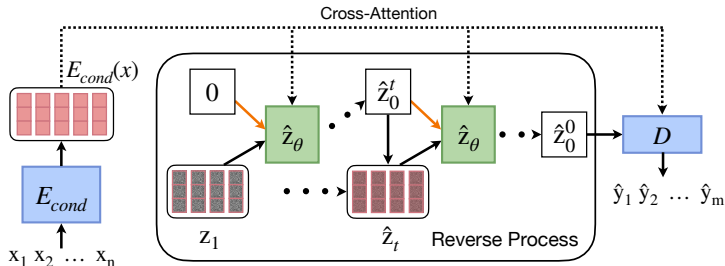 Cross-Attention
E_cond(x)
0
ẑ_0^t
ẑ_θ
ẑ_θ
ẑ_0^0
D
E_cond
z_1
ẑ_t
ŷ_1 ŷ_2 … ŷ_m
Reverse Process
x_1 x_2 … x_n